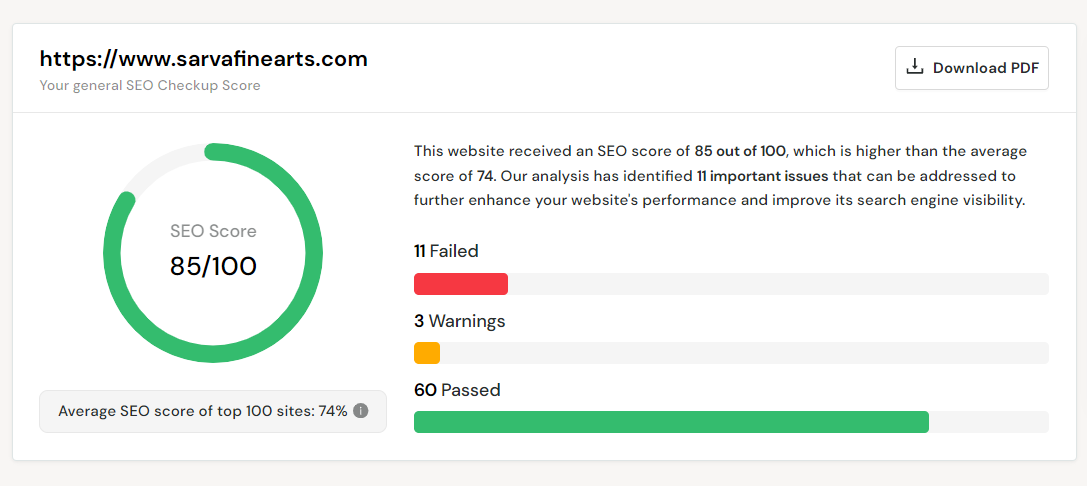 https://www.sarvafinearts.com
Your general SEO Checkup Score
Download PDF
SEO Score
85/100
Average SEO score of top 100 sites: 74%
This website received an SEO score of 85 out of 100, which is higher than the average
score of 74. Our analysis has identified 11 important issues that can be addressed to
further enhance your website's performance and improve its search engine visibility.
11 Failed
3 Warnings
60 Passed